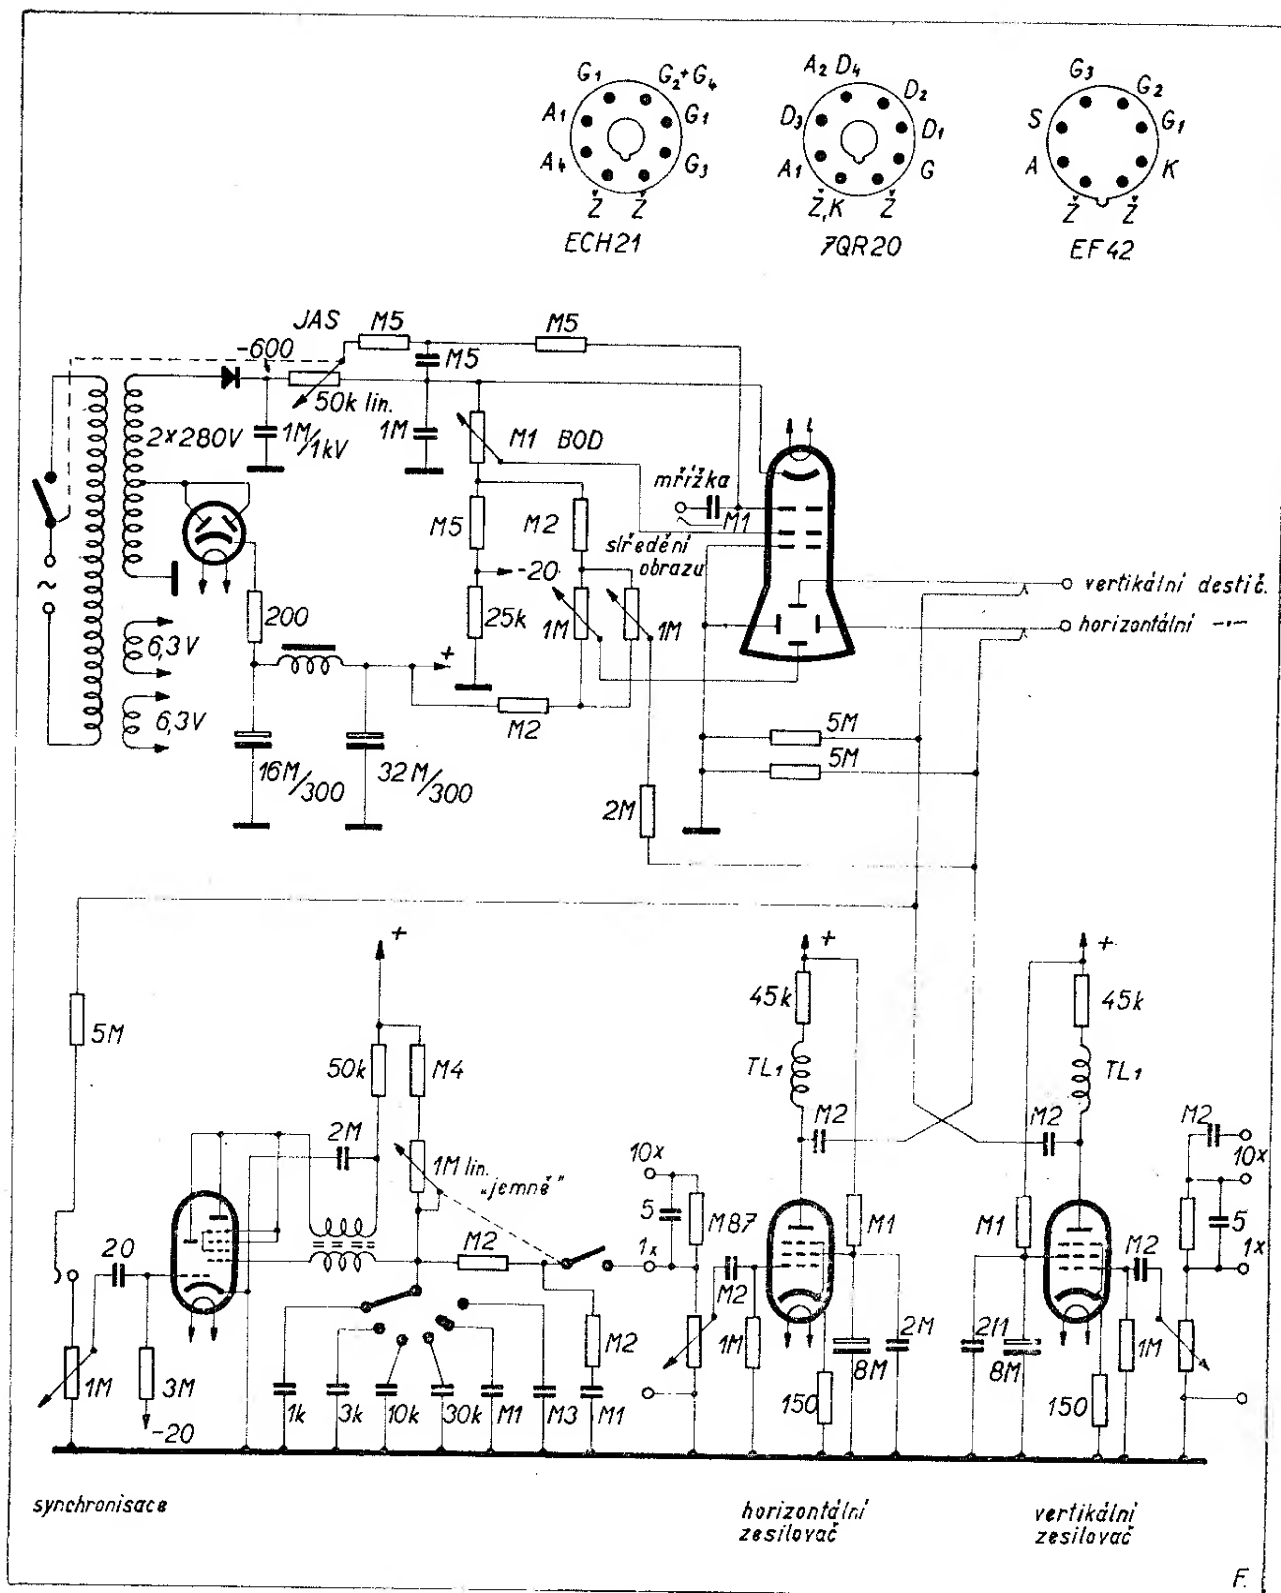 G1 G2+G4
A1 G1
A4 G3
Ž Ž
ECH21
A2 D4 D2
D3 D1
A1 G
Ž,K Ž
7QR20
G3 G2
S G1
A K
Ž Ž
EF42
JAS
M5
M5
-600
M5
50k lin.
2×280V
1M/1kV
1M
M1 BOD
mřížka
M1
M5
M2
středění
obrazu
-20
vertikální destič.
200
25k
1M
1M
horizontální -"-
6,3V
+
6,3V
M2
5M
16M/300
32M/300
5M
2M
+
+
+
5M
45k
45k
50k
M4
TL1
TL1
2M
M2
M2
M2
1M lin.
"jemně"
10x
10x
5
M87
M1
M1
5
20
M2
1x
M2
M2
1x
1M
3M
M2
1M
2M
2M
1M
8M
8M
-20
1k
3k
10k
30k
M1
M3
M1
150
150
synchronisace
horizontální
zesilovač
vertikální
zesilovač
F.